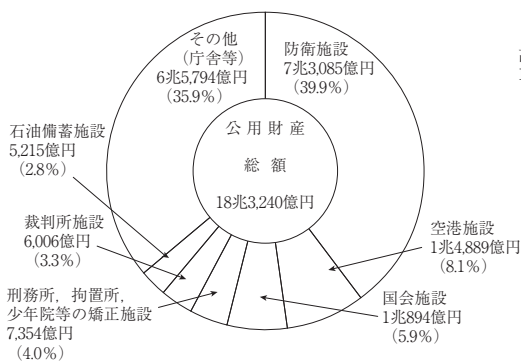 その他
(庁舎等)
6兆5,794億円
(35.9%)
防衛施設
7兆3,085億円
(39.9%)
公用財産
総額
18兆3,240億円
石油備蓄施設
5,215億円
(2.8%)
裁判所施設
6,006億円
(3.3%)
刑務所，拘置所，
少年院等の矯正施設
7,354億円
(4.0%)
国会施設
1兆894億円
(5.9%)
空港施設
1兆4,889億円
(8.1%)